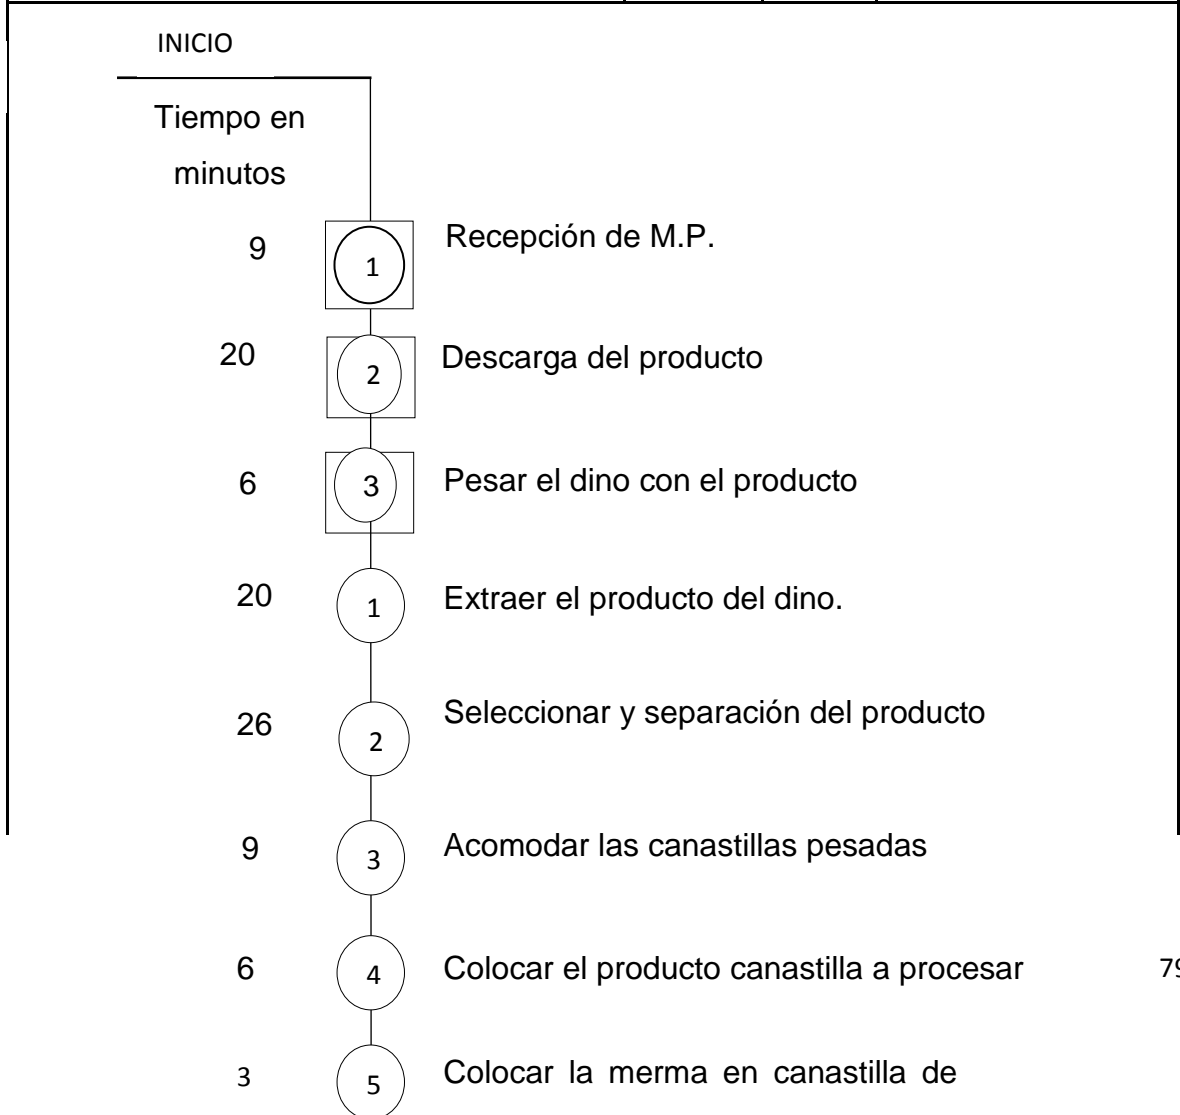 INICIO
Tiempo en
minutos
9 1 Recepción de M.P.
20 2 Descarga del producto
6 3 Pesar el dino con el producto
20 1 Extraer el producto del dino.
26 2 Seleccionar y separación del producto
9 3 Acomodar las canastillas pesadas
6 4 Colocar el producto canastilla a procesar 79
3 5 Colocar la merma en canastilla de